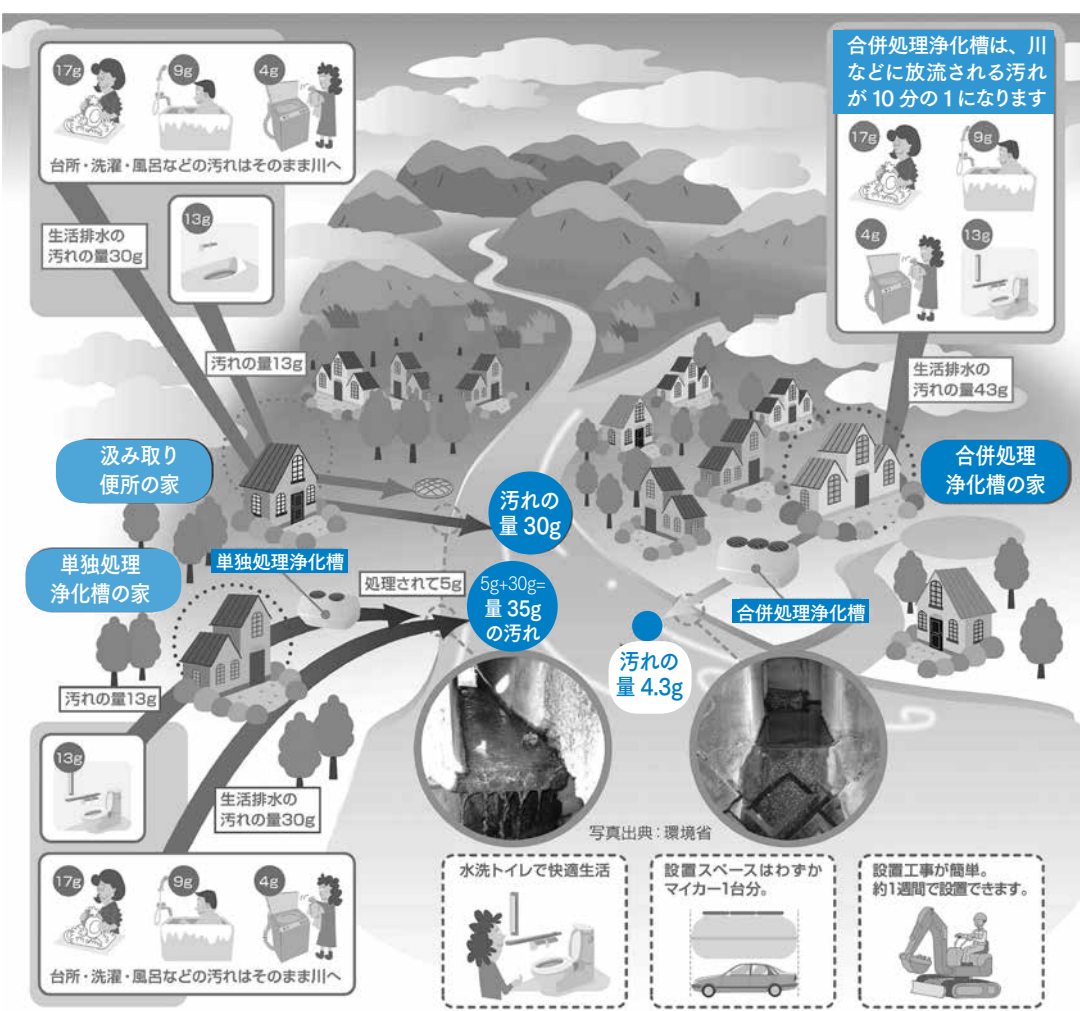 17g
9g
4g
台所・洗濯・風呂などの汚れはそのまま川へ
生活排水の
汚れの量30g
13g
汚れの量13g
合併処理浄化槽は、川
などに放流される汚れ
が10分の1になります
17g
9g
4g
13g
生活排水の
汚れの量43g
汲み取り
便所の家
汚れの
量30g
合併処理
浄化槽の家
単独処理
浄化槽の家
単独処理浄化槽
処理されて5g
5g+30g=
量35g
の汚れ
合併処理浄化槽
汚れの
量4.3g
汚れの量13g
13g
生活排水の
汚れの量30g
写真出典：環境省
17g
9g
4g
台所・洗濯・風呂などの汚れはそのまま川へ
水洗トイレで快適生活
設置スペースはわずか
マイカー1台分。
設置工事が簡単。
約1週間で設置できます。